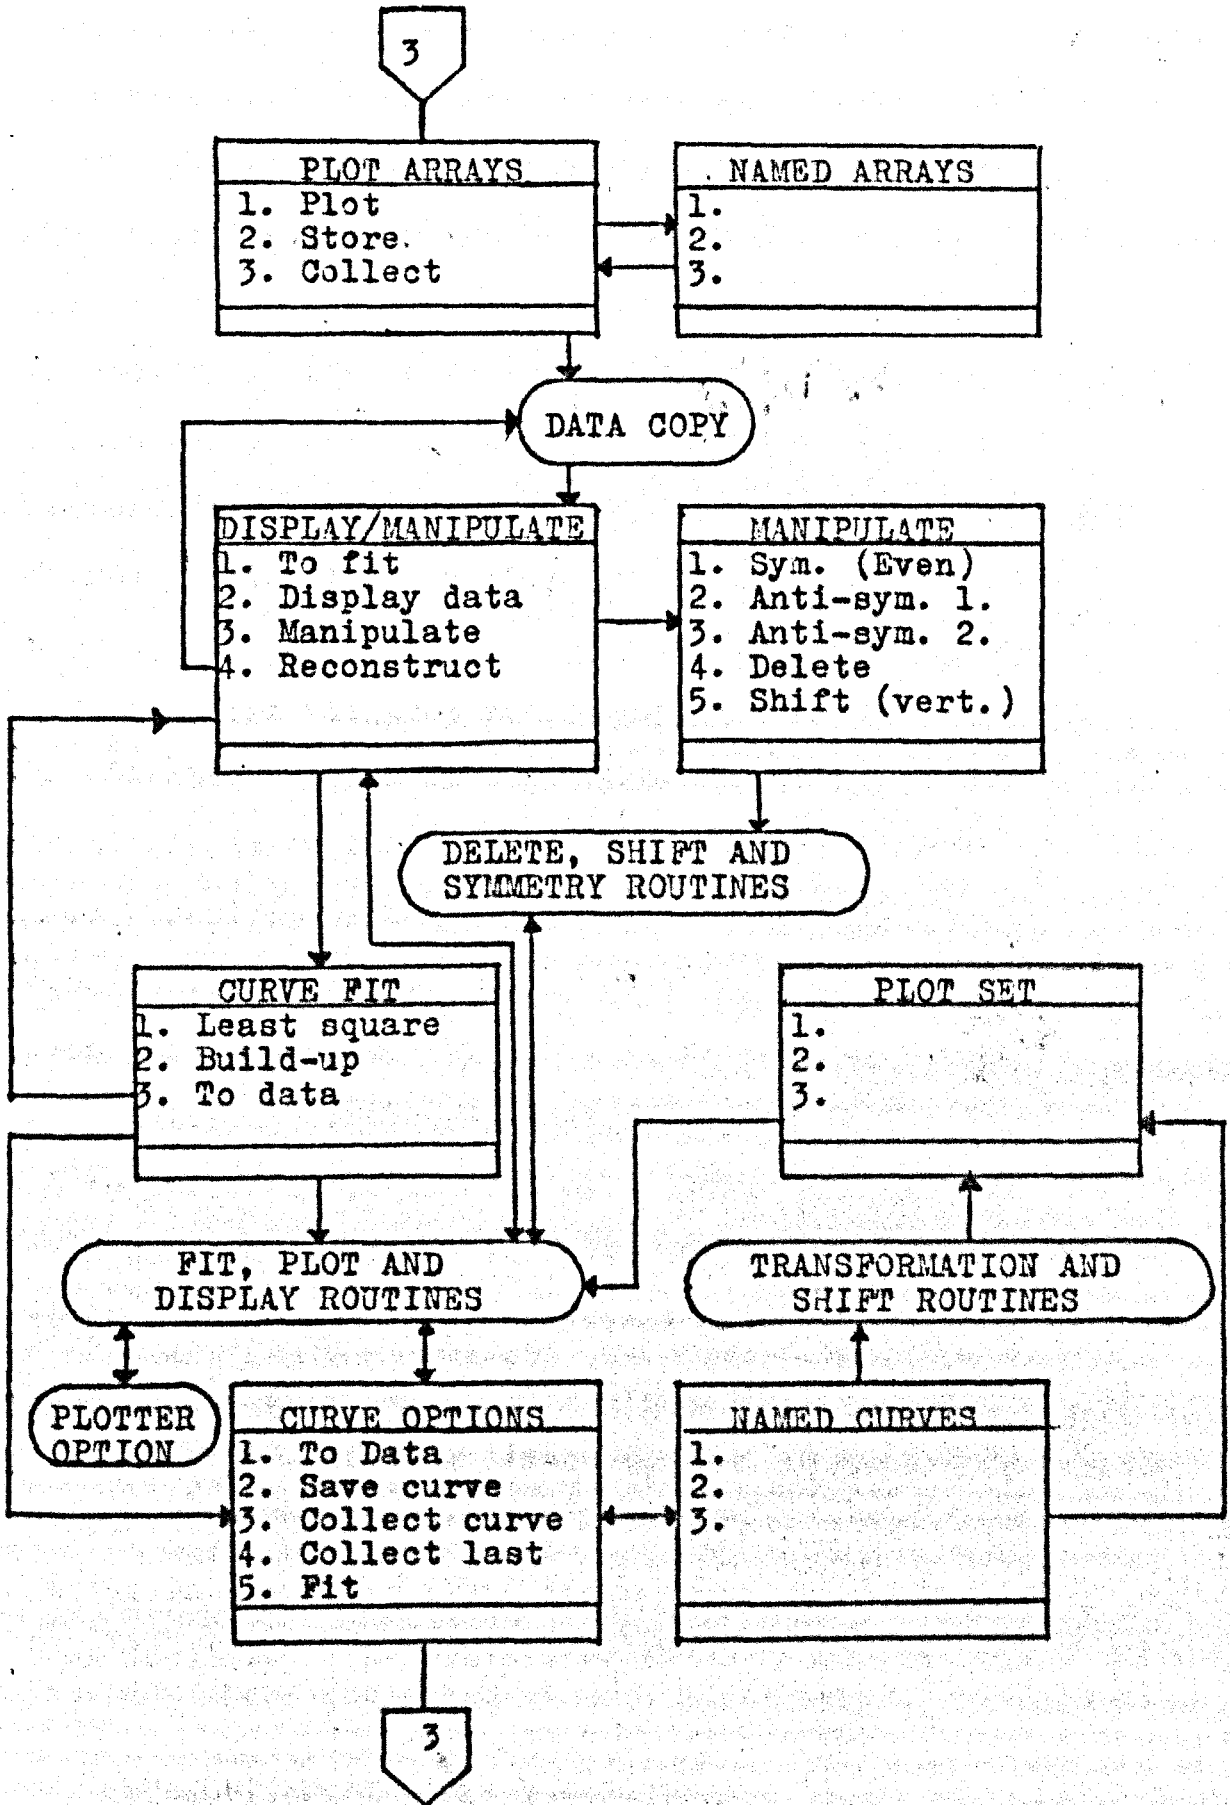 3
PLOT ARRAYS
1. Plot
2. Store
3. Collect
NAMED ARRAYS
1.
2.
3.
DATA COPY
DISPLAY/MANIPULATE
1. To fit
2. Display data
3. Manipulate
4. Reconstruct
MANIPULATE
1. Sym. (Even)
2. Anti-sym. 1.
3. Anti-sym. 2.
4. Delete
5. Shift (vert.)
DELETE, SHIFT AND
SYMMETRY ROUTINES
CURVE FIT
1. Least square
2. Build-up
3. To data
PLOT SET
1.
2.
3.
FIT, PLOT AND
DISPLAY ROUTINES
TRANSFORMATION AND
SHIFT ROUTINES
PLOTTER
OPTION
CURVE OPTIONS
1. To Data
2. Save curve
3. Collect curve
4. Collect last
5. Fit
NAMED CURVES
1.
2.
3.
3